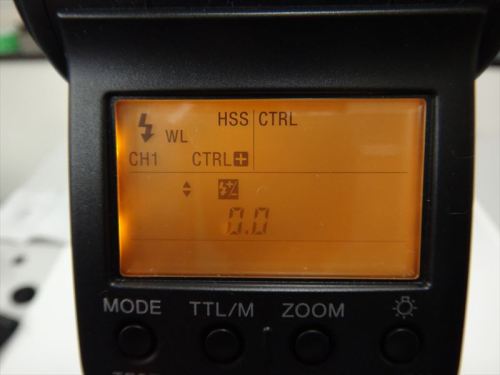 HSS CTRL
WL
CH1 CTRL+
0.0
MODE TTL/M ZOOM